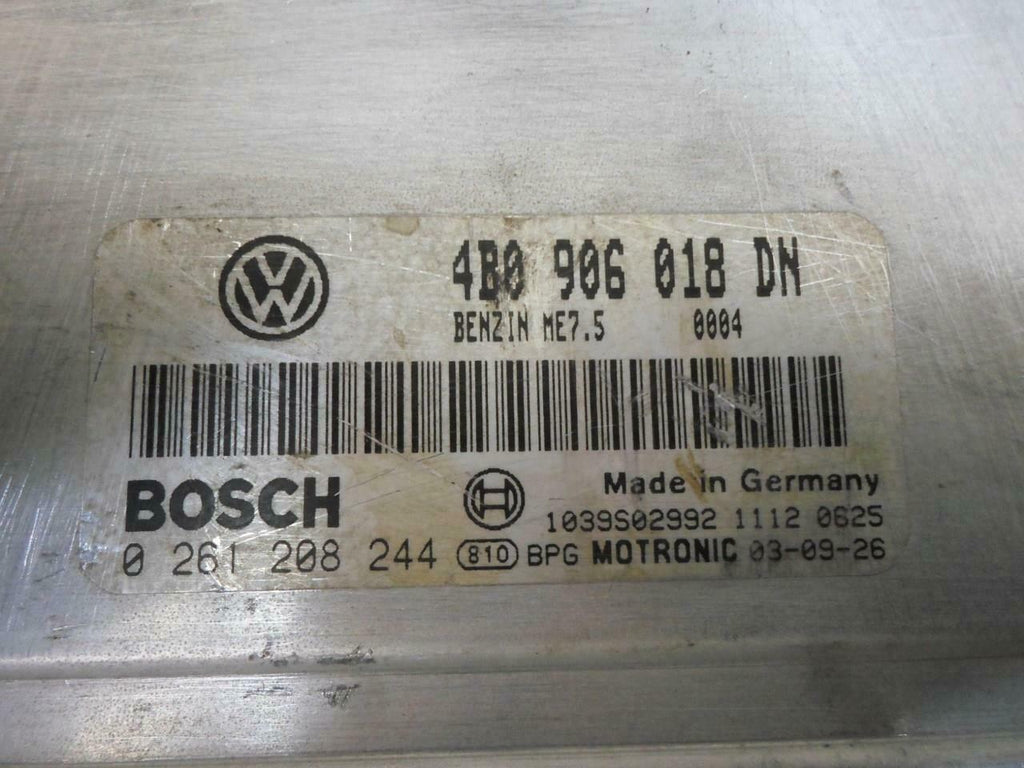 4B0 906 018 DN
BENZIN ME7.5 0004
BOSCH
Made in Germany
1039S02992 1112 0625
0 261 208 244 810 BPG MOTRONIC 03-09-26